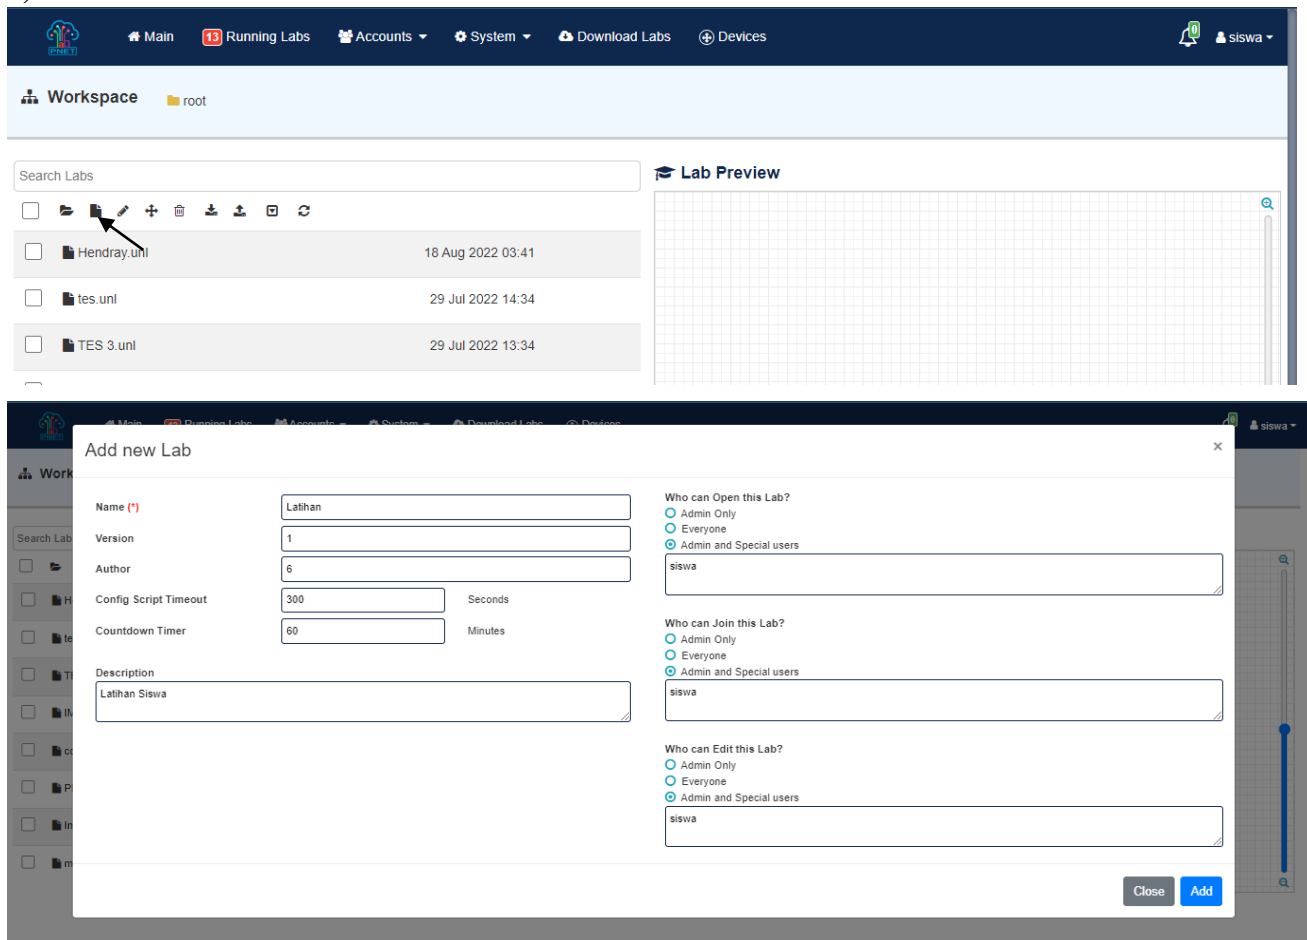 PNET
Main
13 Running Labs
Accounts
System
Download Labs
Devices
0
siswa
Workspace
root
Search Labs
Lab Preview
Hendray.unl 18 Aug 2022 03:41
tes.unl 29 Jul 2022 14:34
TES 3.unl 29 Jul 2022 13:34
siswa
Add new Lab
×
Name (*) Latihan
Version 1
Author 6
Config Script Timeout 300 Seconds
Countdown Timer 60 Minutes
Description
Latihan Siswa
Who can Open this Lab?
Admin Only
Everyone
Admin and Special users
siswa
Who can Join this Lab?
Admin Only
Everyone
Admin and Special users
siswa
Who can Edit this Lab?
Admin Only
Everyone
Admin and Special users
siswa
Close
Add